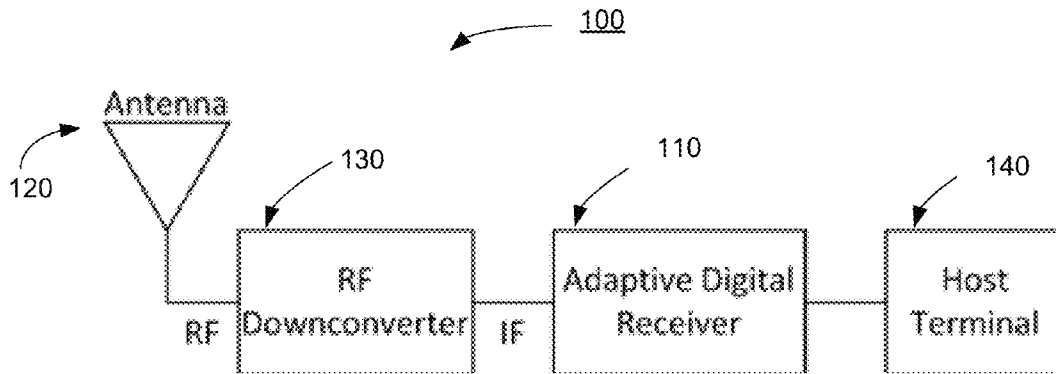 100
Antenna
120
130
110
140
RF
Downconverter
Adaptive Digital
Receiver
Host
Terminal
RF
IF